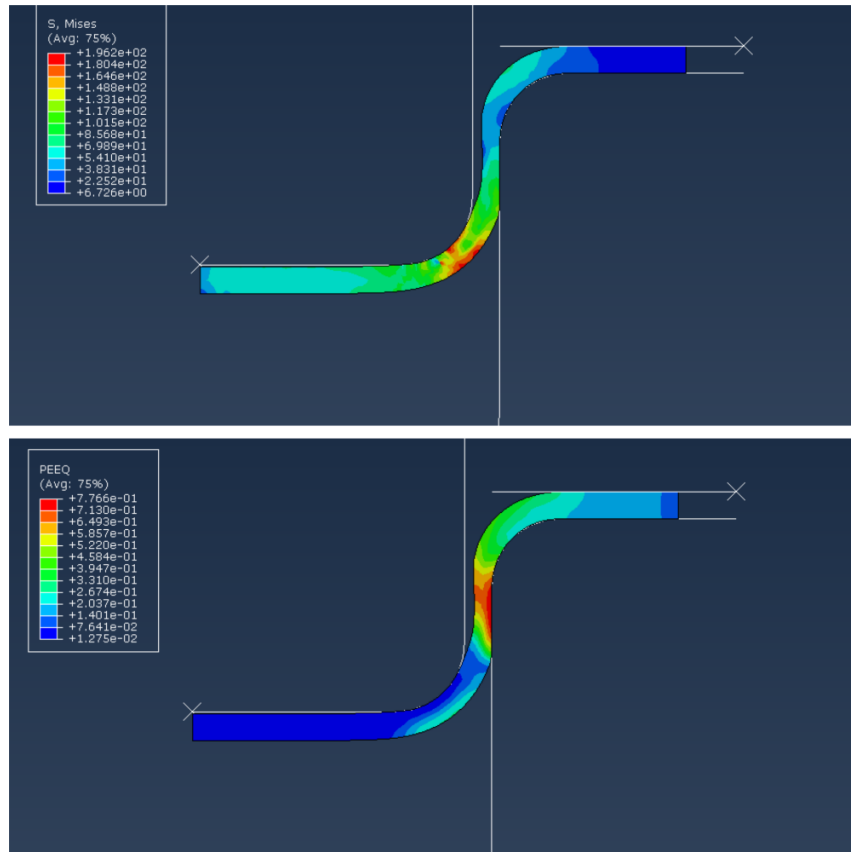 S, Mises
(Avg: 75%)
+1.962e+02
+1.804e+02
+1.646e+02
+1.488e+02
+1.331e+02
+1.173e+02
+1.015e+02
+8.568e+01
+6.989e+01
+5.410e+01
+3.831e+01
+2.252e+01
+6.726e+00
PEEQ
(Avg: 75%)
+7.766e-01
+7.130e-01
+6.493e-01
+5.857e-01
+5.220e-01
+4.584e-01
+3.947e-01
+3.310e-01
+2.674e-01
+2.037e-01
+1.401e-01
+7.641e-02
+1.275e-02